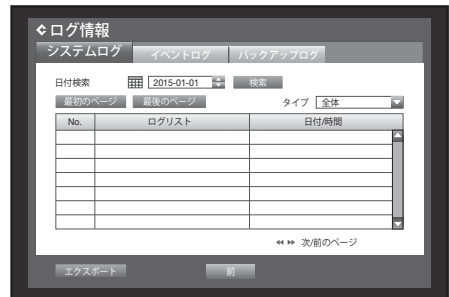 ログ情報
システムログ イベントログ バックアップログ
日付検索 2015-01-01 検索
最初のページ 最後のページ タイプ 全体
No. ログリスト 日付/時間
次/前のページ
エクスポート 前